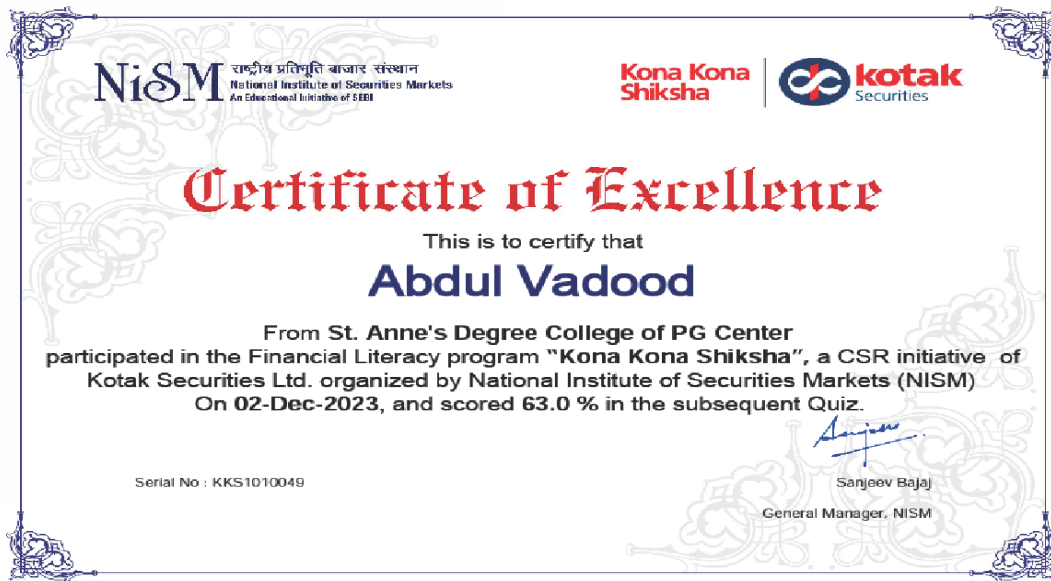 NiSM
राष्ट्रीय प्रतिभूति बाजार संस्थान
National Institute of Securities Markets
An Educational Initiative of SEBI
Kona Kona
Shiksha
kotak
Securities
Certificate of Excellence
This is to certify that
Abdul Vadood
From St. Anne's Degree College of PG Center
participated in the Financial Literacy program "Kona Kona Shiksha", a CSR initiative of
Kotak Securities Ltd. organized by National Institute of Securities Markets (NISM)
On 02-Dec-2023, and scored 63.0 % in the subsequent Quiz.
Sanjeev
Serial No : KKS1010049
Sanjeev Bajaj
General Manager, NISM